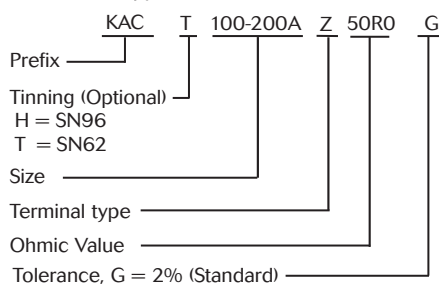 KAC T 100-200A Z 50R0 G
Prefix
Tinning (Optional)
H = SN96
T = SN62
Size
Terminal type
Ohmic Value
Tolerance, G = 2% (Standard)